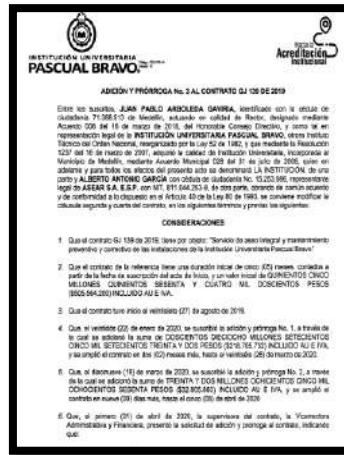 INSTITUCIÓN UNIVERSITARIA
PASCUAL BRAVO
Acreditación
Institucional
ADICIÓN Y PRÓRROGA No. 3 AL CONTRATO GJ 139 DE 2019
Entre los suscritos, JUAN PABLO ARBOLEDA GAVIRIA, identificado con la cédula de
ciudadanía 71.388.513 de Medellín, actuando en calidad de Rector, designado mediante
Acuerdo 006 del 16 de marzo de 2018, del Honorable Consejo Directivo, y como tal en
representación legal de la INSTITUCIÓN UNIVERSITARIA PASCUAL BRAVO, otrora Instituto
Técnico del Orden Nacional, reorganizado por la Ley 52 de 1982, y que mediante la Resolución
1237 del 16 de marzo de 2007, adquirió la calidad de Institución Universitaria, incorporada al
Municipio de Medellín, mediante Acuerdo Municipal 028 del 31 de julio de 2008, quien en
adelante y para todos los efectos del presente acto se denominará LA INSTITUCIÓN, de una
parte y ALBERTO ANTONIO GARCIA con cédula de ciudadanía No. 15.253.996, representante
legal de ASEAR S.A. E.S.P. con NIT. 811.044.253-8, de otra parte, obrando de común acuerdo
y de conformidad a lo dispuesto en el Artículo 40 de la Ley 80 de 1993, se conviene modificar la
cláusula segunda y cuarta del contrato, en los siguientes términos y previas las siguientes:
CONSIDERACIONES
1. Que el contrato GJ 139 de 2019, tiene por objeto: "Servicio de aseo integral y mantenimiento
preventivo y correctivo de las instalaciones de la Institución Universitaria Pascual Bravo"
2. Que el contrato de la referencia tiene una duración inicial de cinco (05) meses, contados a
partir de la fecha de suscripción del acta de inicio, y un valor inicial de QUINIENTOS CINCO
MILLONES QUINIENTOS SESENTA Y CUATRO MIL DOSCIENTOS PESOS
($505.564.200) INCLUIDO AU E IVA.
3. Que el contrato tuvo inicio el veintisiete (27) de agosto de 2019.
4. Que, el veintidós (22) de enero de 2020, se suscribió la adición y prórroga No. 1, a través de
la cual se adicionó la suma de DOSCIENTOS DIECIOCHO MILLONES SETECIENTOS
CINCO MIL SETECIENTOS TREINTA Y DOS PESOS ($218.705.732) INCLUIDO AU E IVA,
y se amplió el contrato en dos (02) meses más, hasta el veintiséis (26) de marzo de 2020.
5. Que, el diecinueve (19) de marzo de 2020, se suscribió la adición y prórroga No. 2, a través
de la cual se adicionó la suma de TREINTA Y DOS MILLONES OCHOCIENTOS CINCO MIL
OCHOCIENTOS SESENTA PESOS ($32.805.860) INCLUIDO AU E IVA, y se amplió el
contrato en nueve (09) días más, hasta el cinco (05) de abril de 2020
6. Que, el primero (01) de abril de 2020, la supervisora del contrato, la Vicerrectora
Administrativa y Financiera, presentó la solicitud de adición y prórroga al contrato, indicando
que: